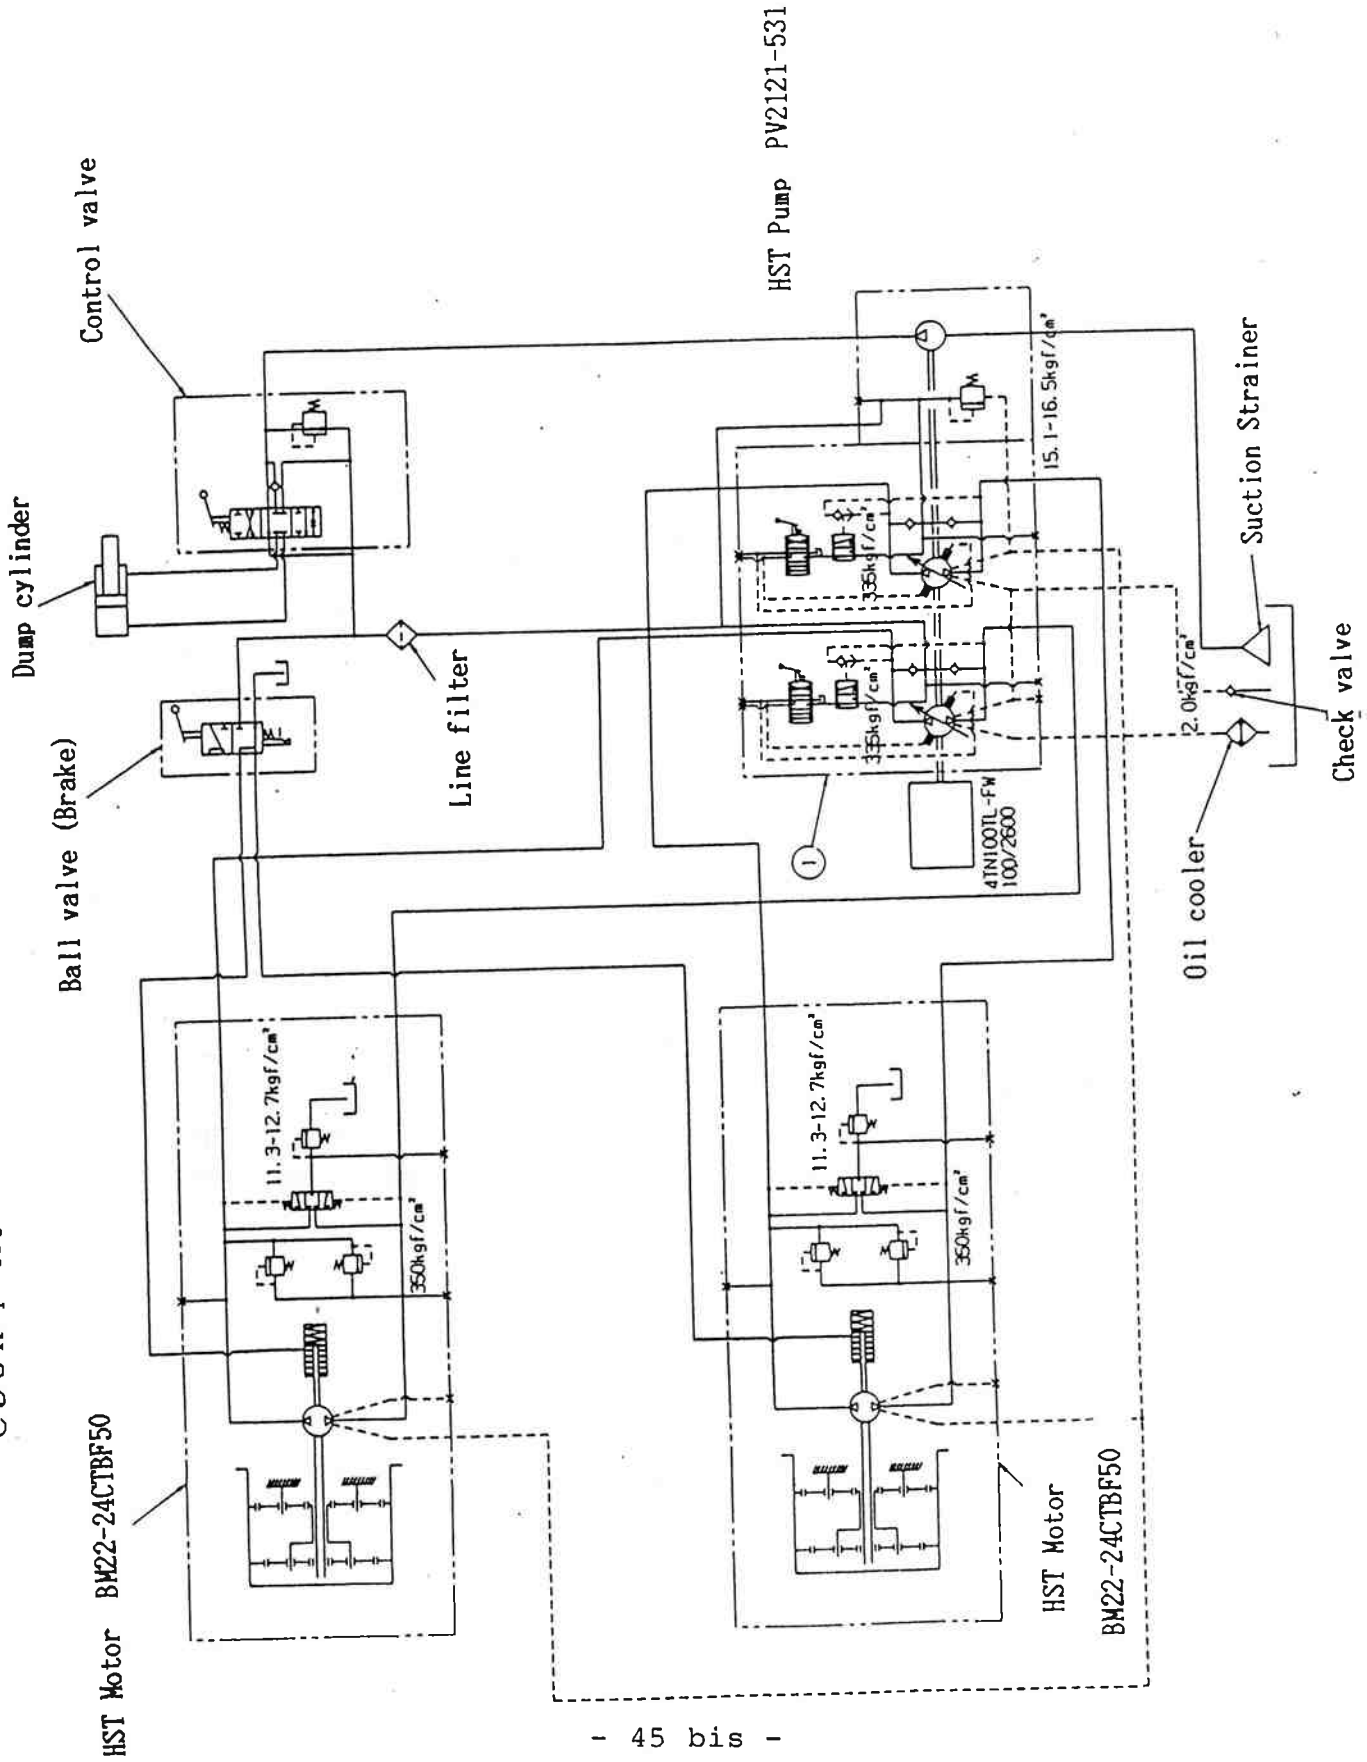 HST Pump PV2121-531
Control valve
Dump cylinder
Ball valve (Brake)
Line filter
15.1-16.5kgf/cm²
335kgf/cm²
335kgf/cm²
Suction Strainer
2.0kgf/cm²
Check valve
1
4TN100TL-FW
100/2600
Oil cooler
11.3-12.7kgf/cm²
350kgf/cm²
11.3-12.7kgf/cm²
350kgf/cm²
HST Motor BM22-24CTBF50
HST Motor
BM22-24CTBF50
- 45 bis -